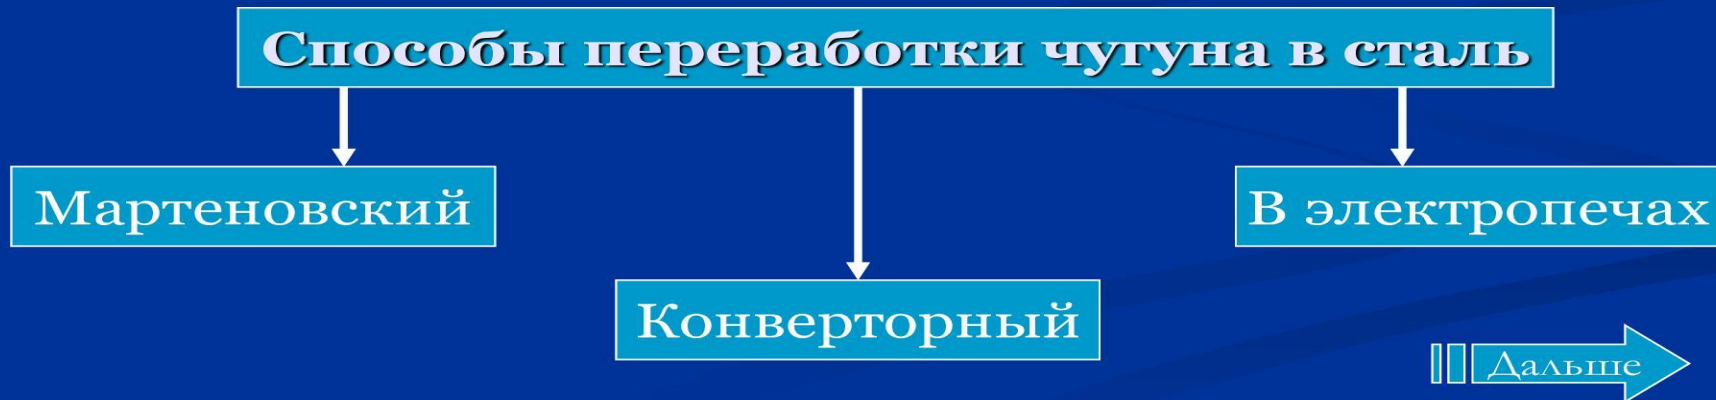 Способы переработки чугуна в сталь
Мартеновский
В электропечах
Конверторный
Дальше